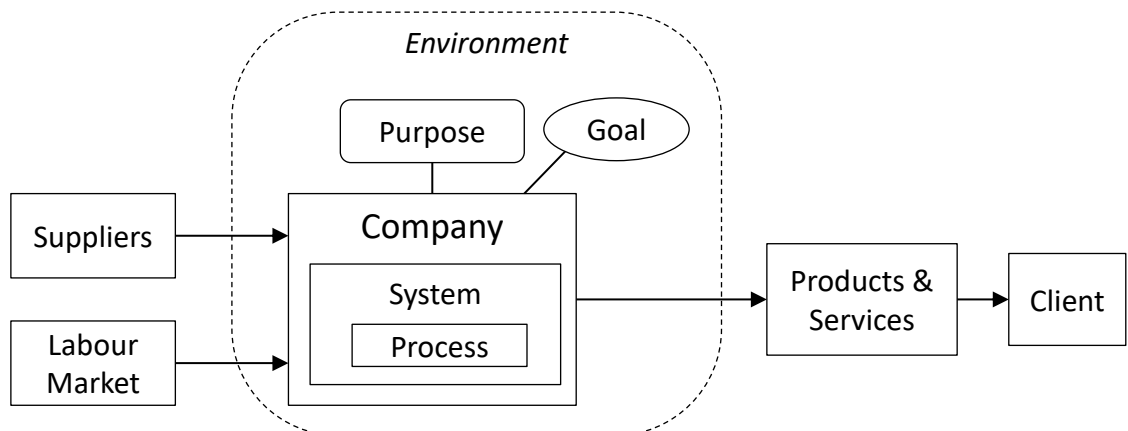 Environment
Purpose
Goal
Suppliers
Company
System
Process
Labour
Market
Products &
Services
Client